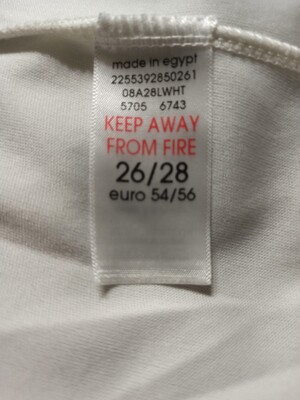 made in egypt
2255392850261
08A28LWHT
5705 6743
KEEP AWAY
FROM FIRE
26/28
euro 54/56